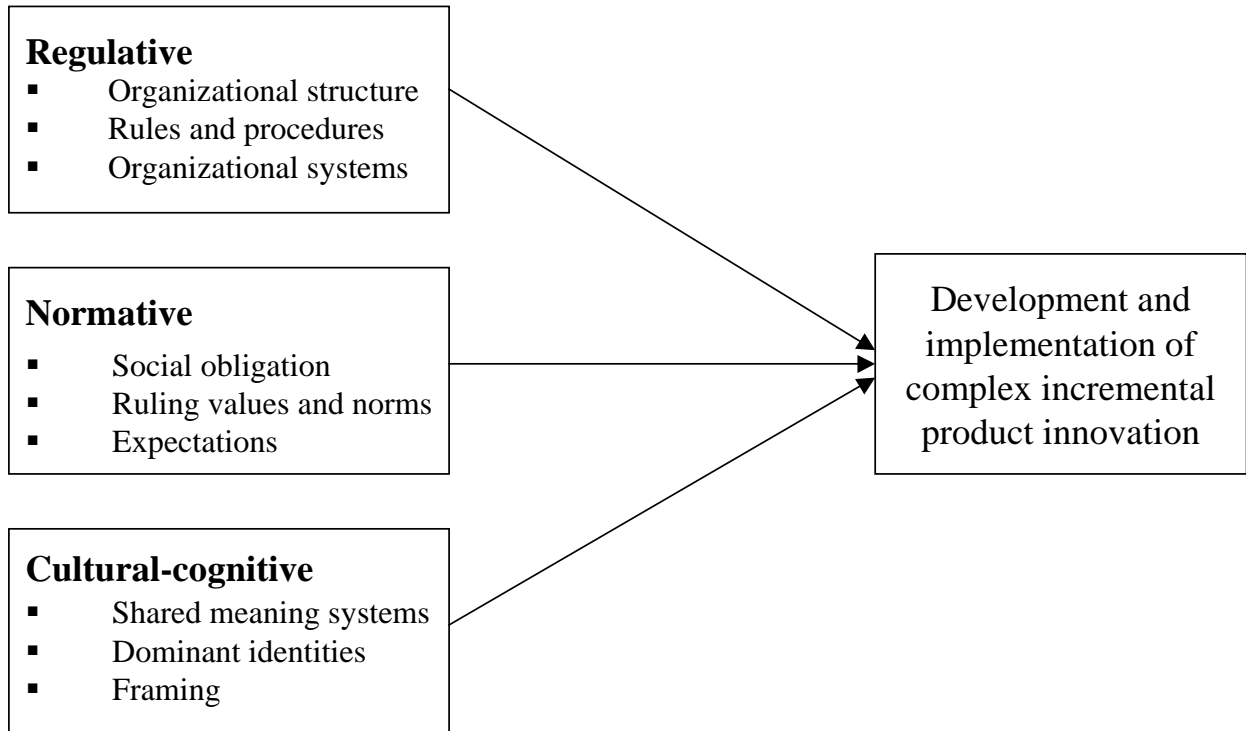 Regulative
▪ Organizational structure
▪ Rules and procedures
▪ Organizational systems
Normative
▪ Social obligation
▪ Ruling values and norms
▪ Expectations
Cultural-cognitive
▪ Shared meaning systems
▪ Dominant identities
▪ Framing
Development and
implementation of
complex incremental
product innovation